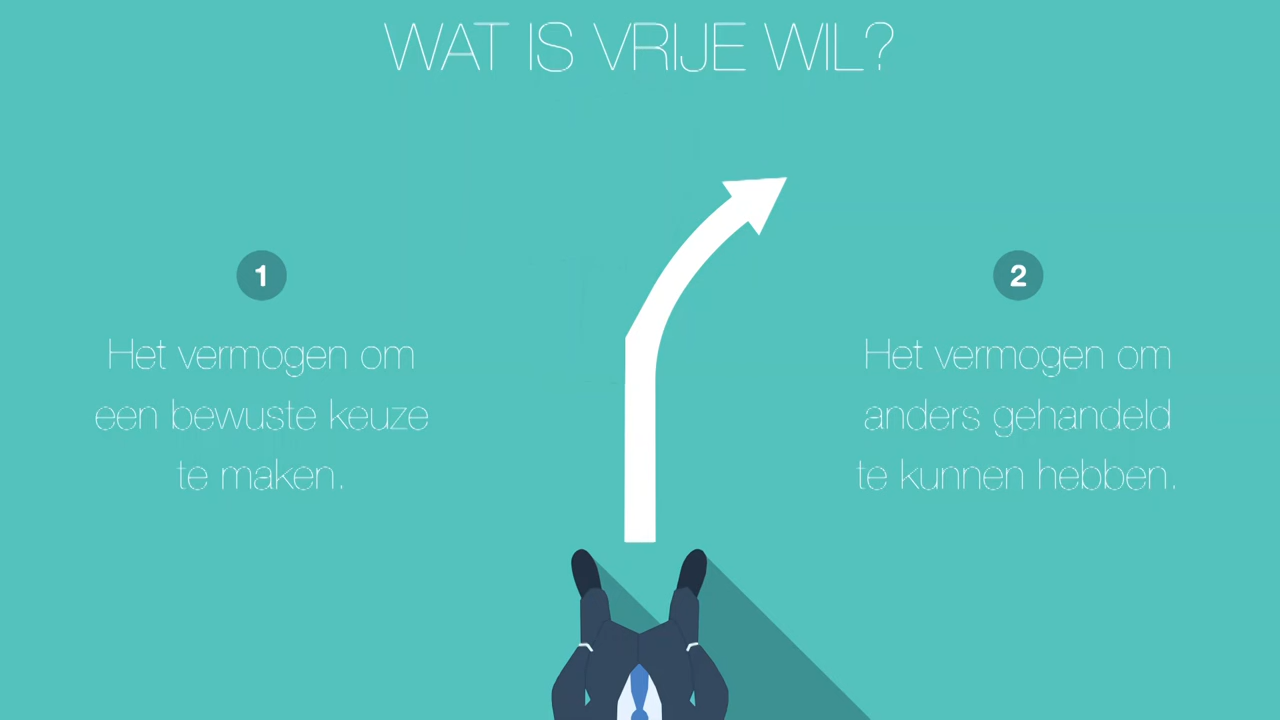 WAT IS VRIJE WIL?
1
Het vermogen om
een bewuste keuze
te maken.
2
Het vermogen om
anders gehandeld
te kunnen hebben.